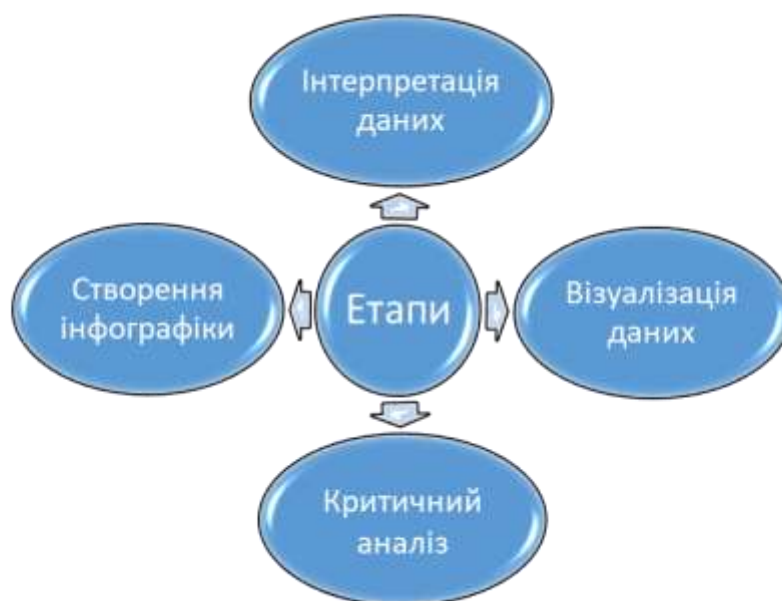 Інтерпретація
даних
Створення
інфографіки
Етапи
Візуалізація
даних
Критичний
аналіз